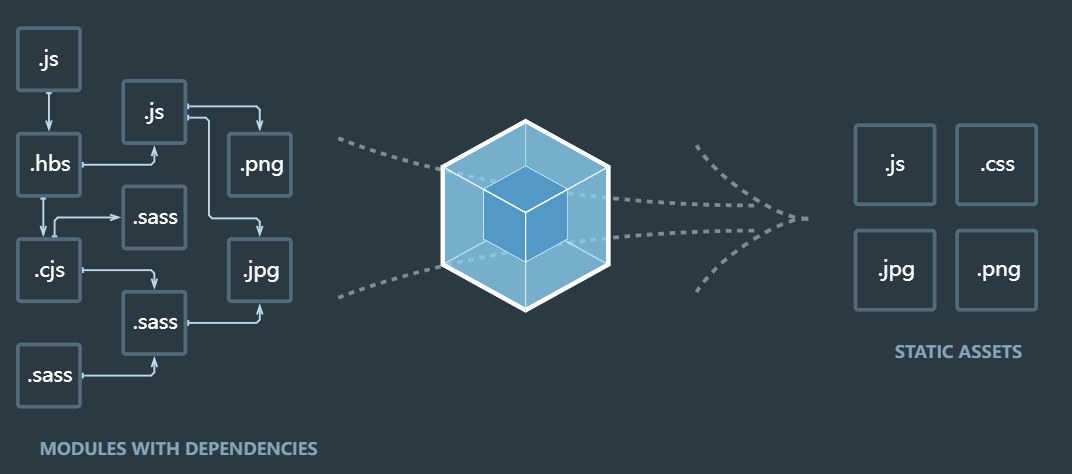 .js
.js
.hbs
.png
.sass
.cjs
.jpg
.sass
.sass
MODULES WITH DEPENDENCIES
.js
.css
.jpg
.png
STATIC ASSETS